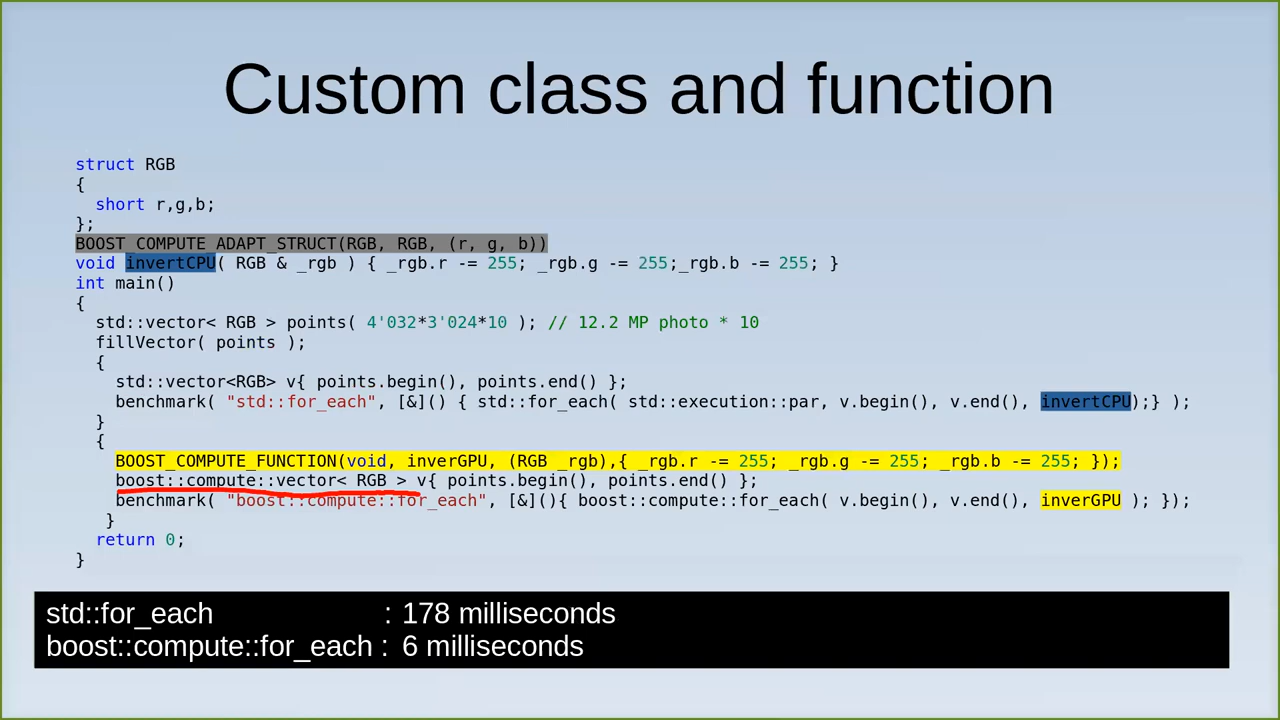 Custom class and function
struct RGB
{
  short r,g,b;
};
BOOST_COMPUTE_ADAPT_STRUCT(RGB, RGB, (r, g, b))
void invertCPU( RGB & _rgb ) { _rgb.r -= 255; _rgb.g -= 255;_rgb.b -= 255; }
int main()
{
  std::vector< RGB > points( 4'032*3'024*10 ); // 12.2 MP photo * 10
  fillVector( points );
  {
    std::vector<RGB> v{ points.begin(), points.end() };
    benchmark( "std::for_each", [&]() { std::for_each( std::execution::par, v.begin(), v.end(), invertCPU);} );
  }
  {
    BOOST_COMPUTE_FUNCTION(void, inverGPU, (RGB _rgb),{ _rgb.r -= 255; _rgb.g -= 255; _rgb.b -= 255; });
    boost::compute::vector< RGB > v{ points.begin(), points.end() };
    benchmark( "boost::compute::for_each", [&](){ boost::compute::for_each( v.begin(), v.end(), inverGPU ); });
   }
  return 0;
}
std::for_each : 178 milliseconds
boost::compute::for_each : 6 milliseconds